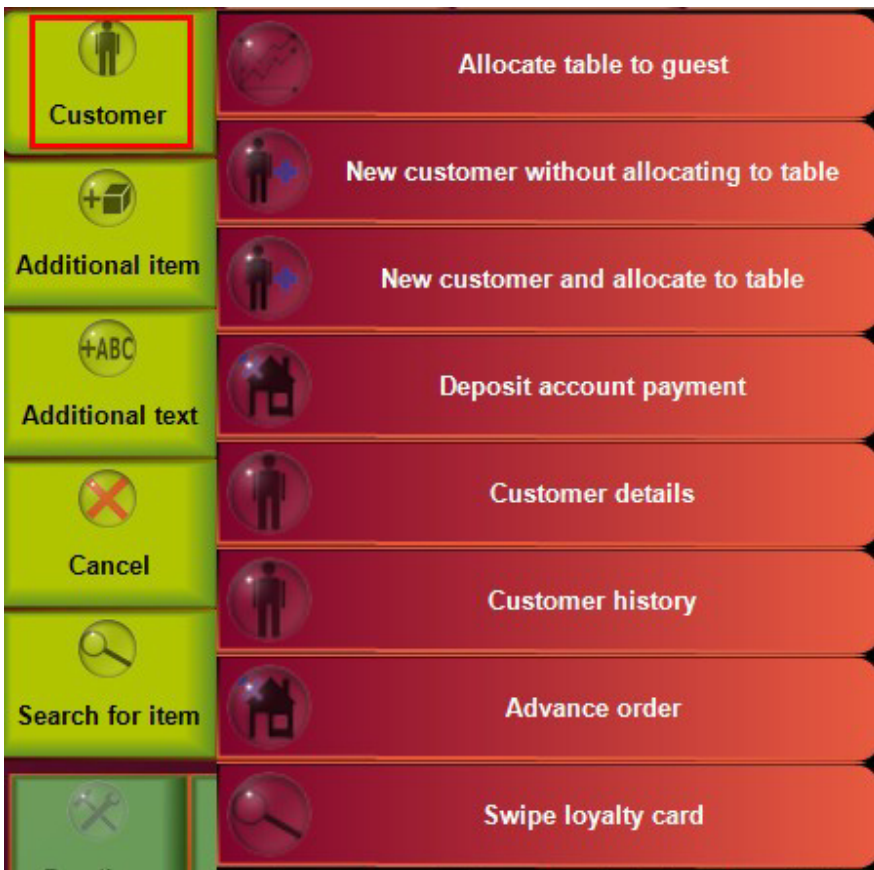 Customer
Additional item
+ABC
Additional text
Cancel
Search for item
Allocate table to guest
New customer without allocating to table
New customer and allocate to table
Deposit account payment
Customer details
Customer history
Advance order
Swipe loyalty card